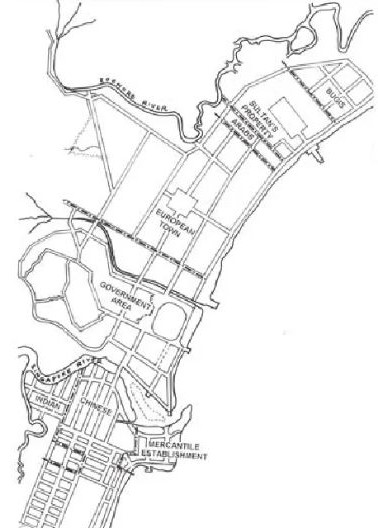 ROCHORE RIVER
BUGIS
SULTAN'S
PROPERTY
ARABS
EUROPEAN
TOWN
GOVERNMENT
AREA
SINGAPORE RIVER
INDIAN
CHINESE
MERCANTILE
ESTABLISHMENT